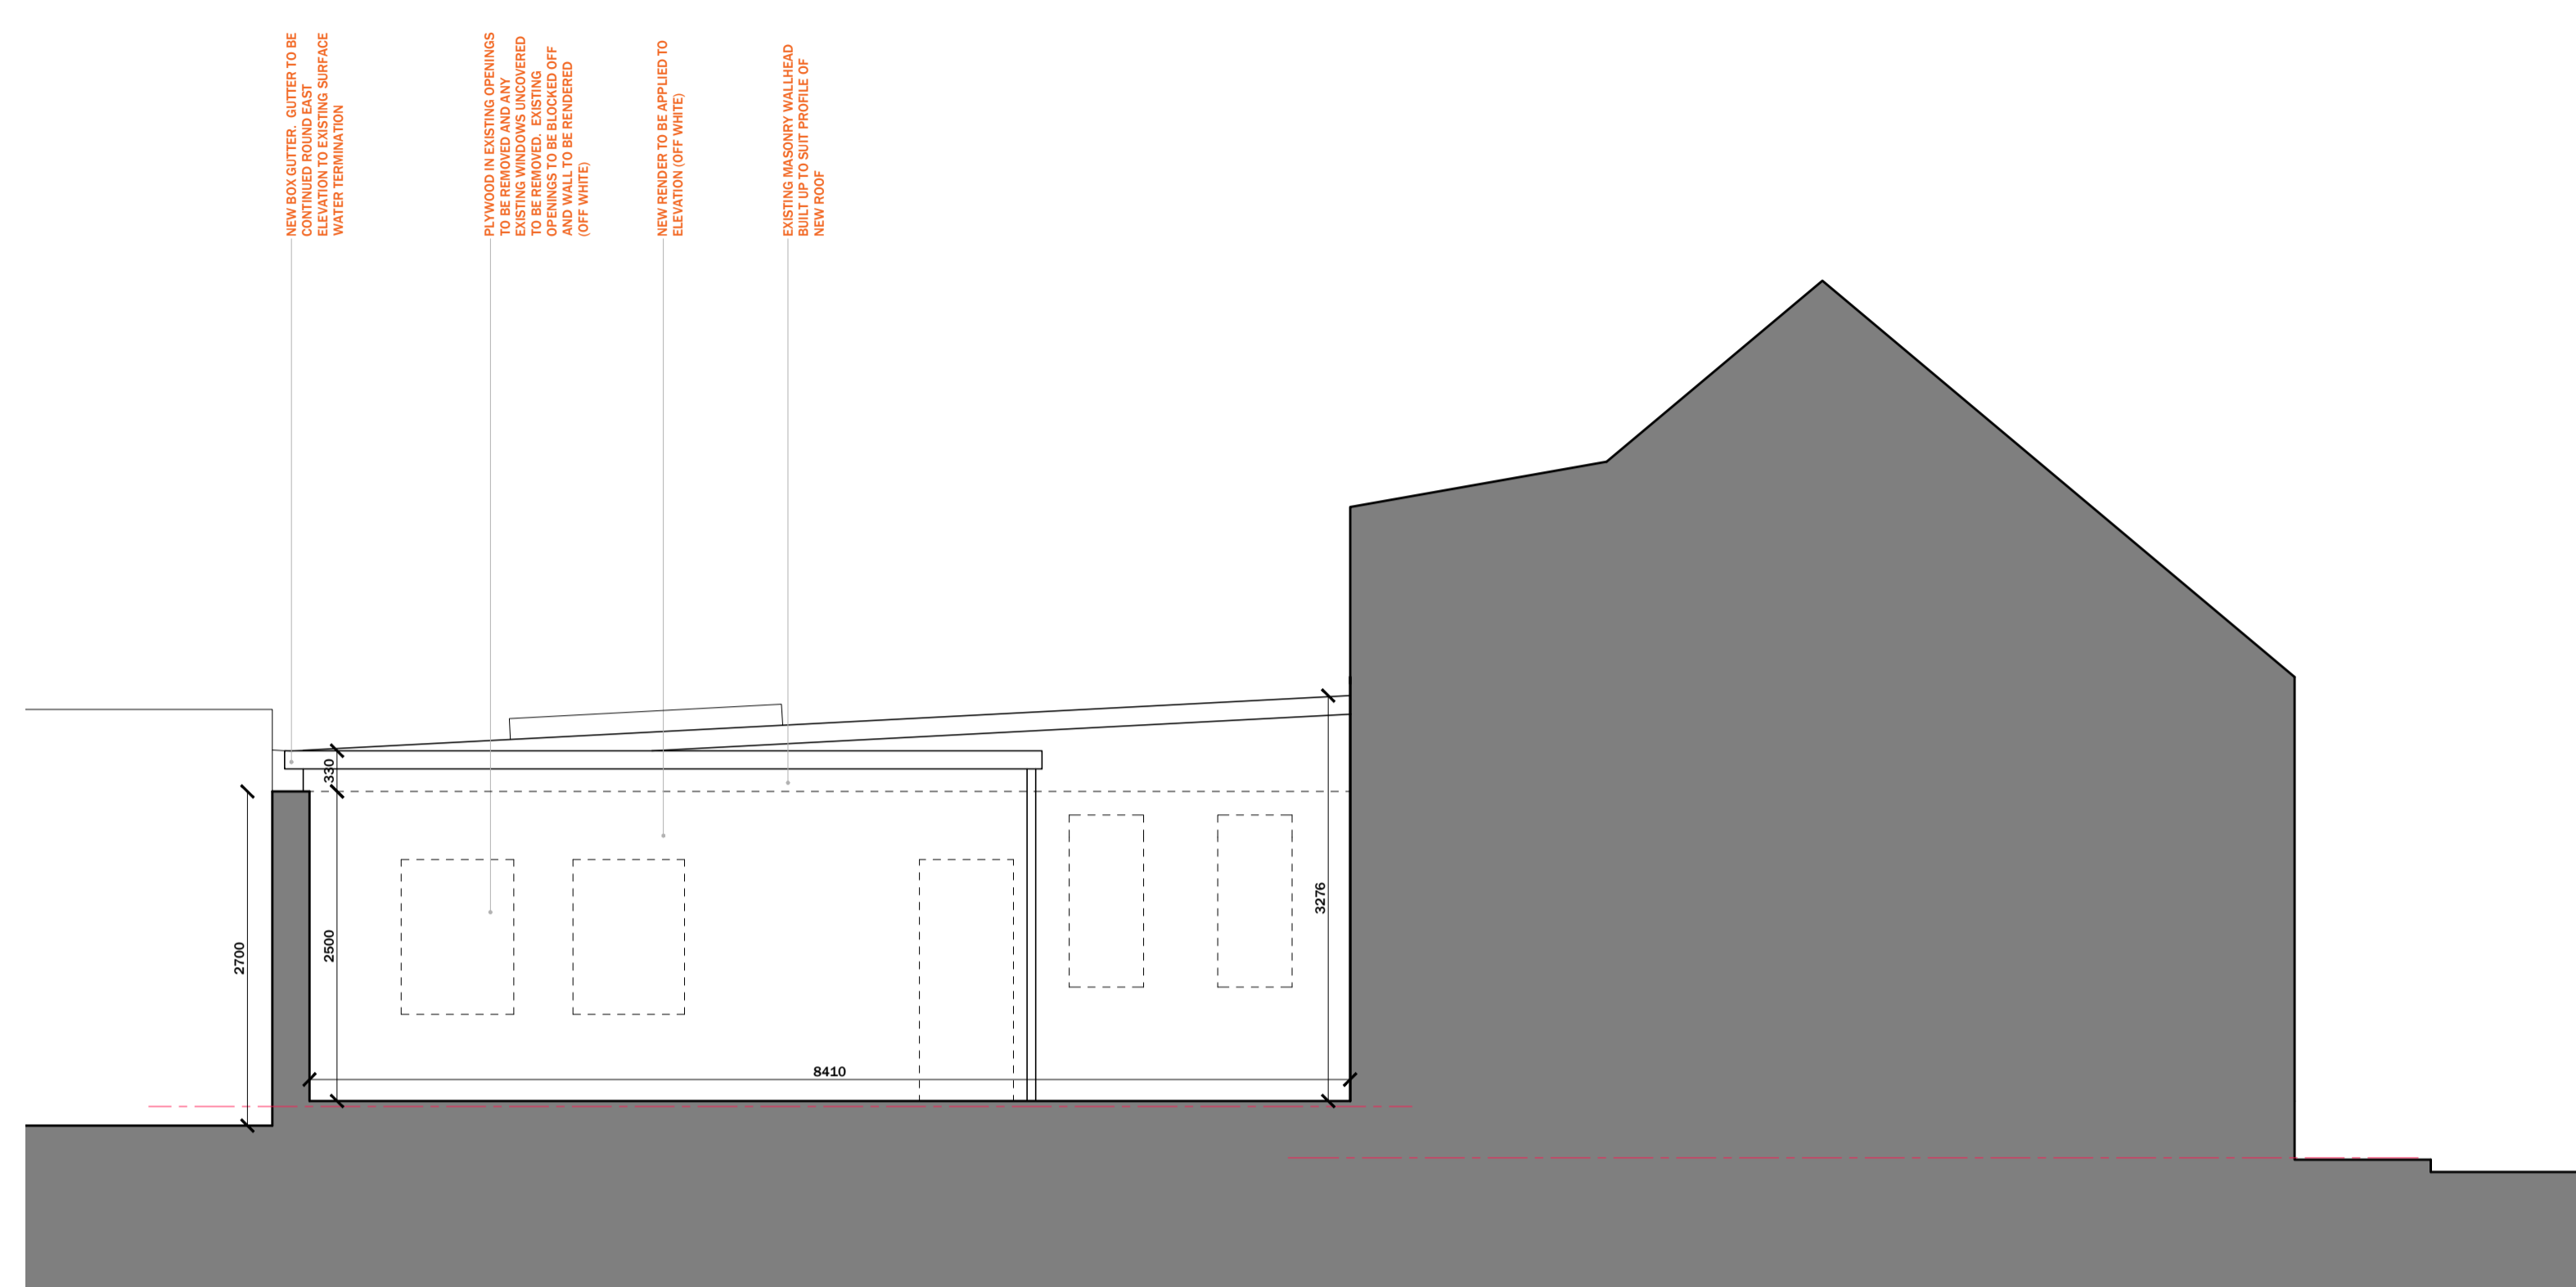 NEW BOX GUTTER. GUTTER TO BE
CONTINUED ROUND EAST
ELEVATION TO EXISTING SURFACE
WATER TERMINATION
PLYWOOD IN EXISTING OPENINGS
TO BE REMOVED AND ANY
EXISTING WINDOWS UNCOVERED
TO BE REMOVED. EXISTING
OPENINGS TO BE BLOCKED OFF
AND WALL TO BE RENDERED
(OFF WHITE)
NEW RENDER TO BE APPLIED TO
ELEVATION (OFF WHITE)
EXISTING MASONRY WALLHEAD
BUILT UP TO SUIT PROFILE OF
NEW ROOF
330
2700
2500
3276
8410